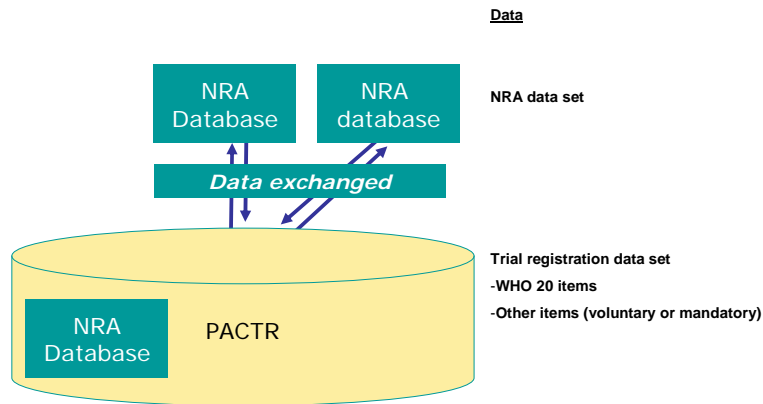 Data
NRA
Database
NRA
database
NRA data set
Data exchanged
Trial registration data set
-WHO 20 items
-Other items (voluntary or mandatory)
NRA
Database
PACTR